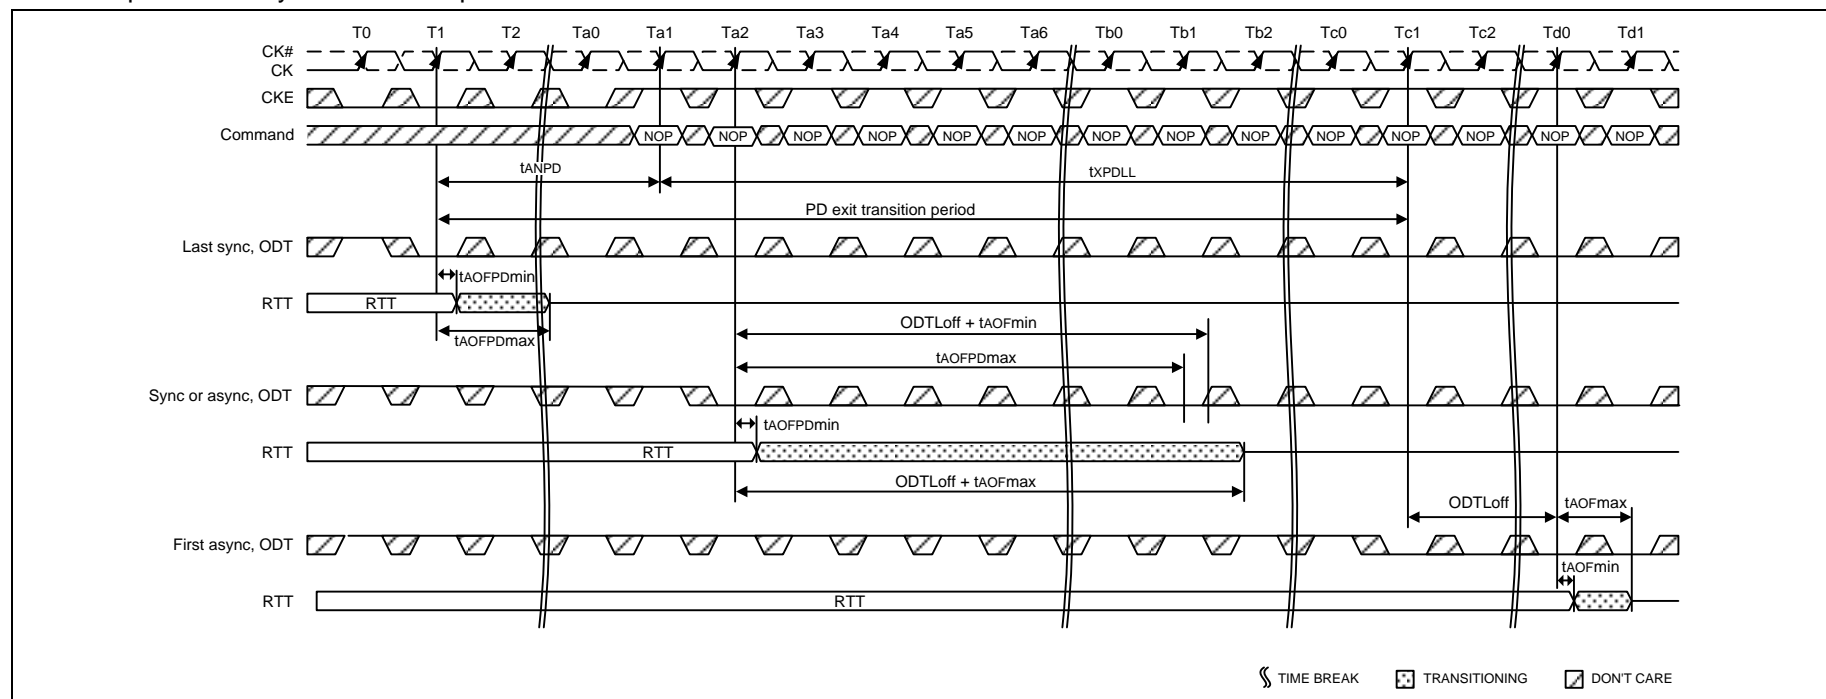 T0 T1 T2 Ta0 Ta1 Ta2 Ta3 Ta4 Ta5 Ta6 Tb0 Tb1 Tb2 Tc0 Tc1 Tc2 Td0 Td1
CK#
CK
CKE
Command NOP NOP NOP NOP NOP NOP NOP NOP NOP NOP NOP NOP NOP NOP
tANPD tXPDLL
PD exit transition period
Last sync, ODT
tAOFPDmin
RTT RTT
tAOFPDmax
ODTLoff + tAOFmin
tAOFPDmax
Sync or async, ODT
tAOFPDmin
RTT RTT
ODTLoff + tAOFmax
ODTLoff tAOFmax
First async, ODT
tAOFmin
RTT RTT
TIME BREAK TRANSITIONING DON'T CARE